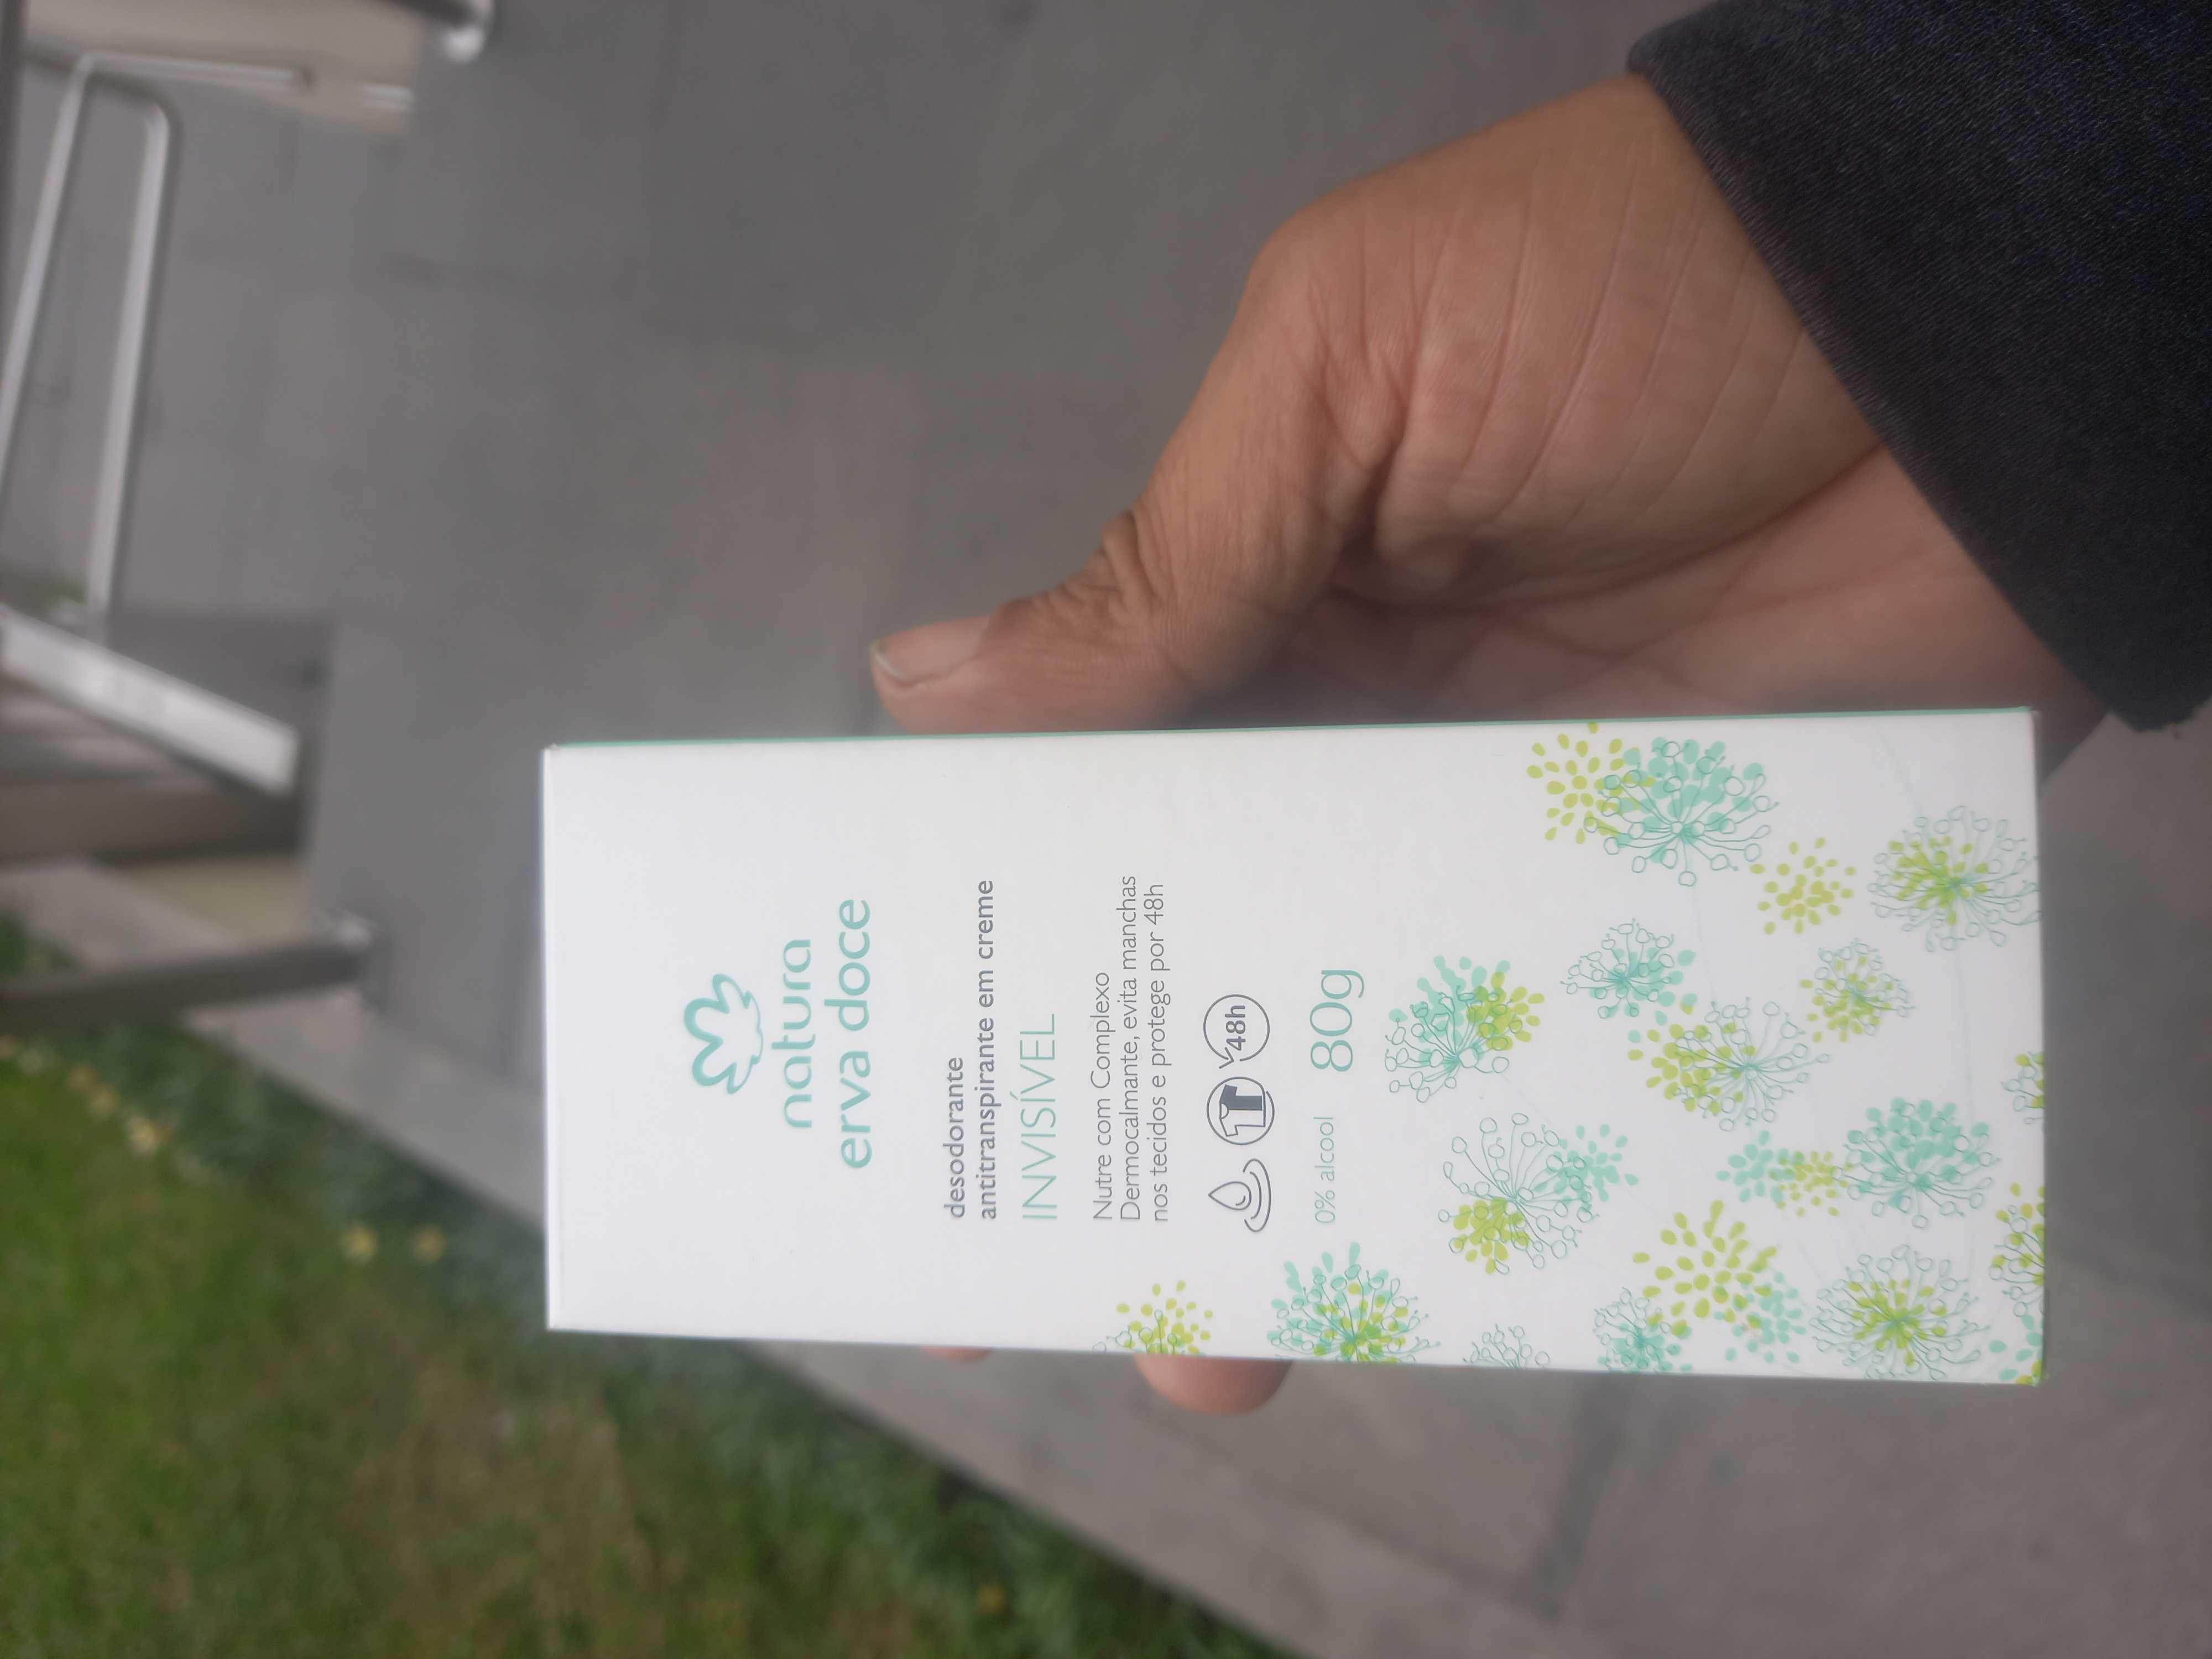 natura
erva doce
desodorante
antitranspirante em creme
INVISÍVEL
Nutre com Complexo
Dermocalmante, evita manchas
nos tecidos e protege por 48h
48h
0% alcool 80g